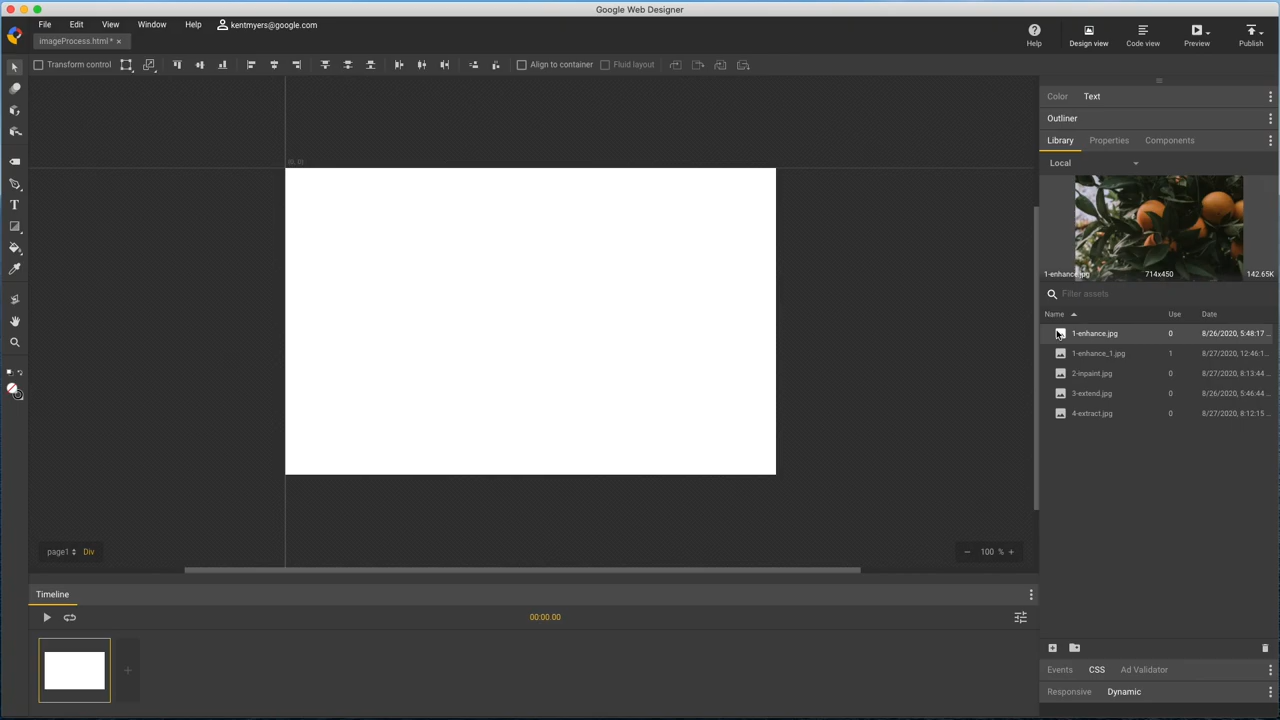 Google Web Designer
File Edit View Window Help kentmyers@google.com
Help Design view Code view Preview Publish
imageProcess.html* ×
Transform control Align to container Fluid layout
Color Text
Outliner
Library Properties Components
Local
(0, 0)
1-enhance.jpg 714x450 142.65K
Filter assets
Name Use Date
1-enhance.jpg 0 8/26/2020, 5:48:17 ...
1-enhance_1.jpg 1 8/27/2020, 12:46:1...
2-inpaint.jpg 0 8/27/2020, 8:13:44 ...
3-extend.jpg 0 8/26/2020, 5:46:44 ...
4-extract.jpg 0 8/27/2020, 8:12:15 ...
page1 Div
− 100 % +
Timeline
00:00.00
+
Events CSS Ad Validator
Responsive Dynamic